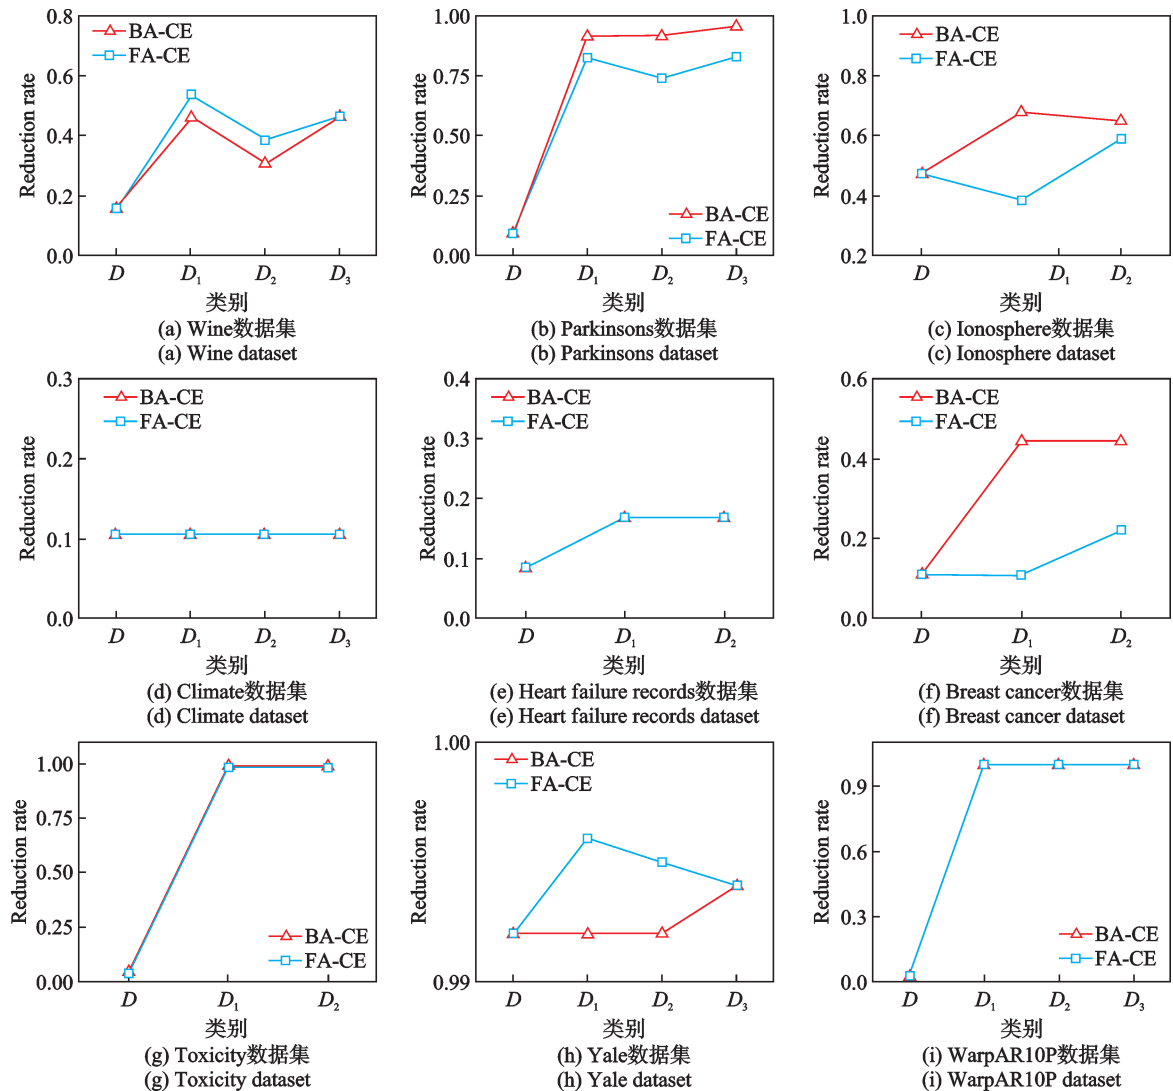 0.8
0.6
0.4
0.2
0.0
Reduction rate
BA-CE
FA-CE
D D₁ D₂ D₃
类别
(a) Wine数据集
(a) Wine dataset
1.00
0.75
0.50
0.25
0.00
Reduction rate
BA-CE
FA-CE
D D₁ D₂ D₃
类别
(b) Parkinsons数据集
(b) Parkinsons dataset
1.0
0.8
0.6
0.4
0.2
Reduction rate
BA-CE
FA-CE
D D₁ D₂
类别
(c) Ionosphere数据集
(c) Ionosphere dataset
0.3
0.2
0.1
0.0
Reduction rate
BA-CE
FA-CE
D D₁ D₂ D₃
类别
(d) Climate数据集
(d) Climate dataset
0.4
0.3
0.2
0.1
0.0
Reduction rate
BA-CE
FA-CE
D D₁ D₂
类别
(e) Heart failure records数据集
(e) Heart failure records dataset
0.6
0.4
0.2
0.0
Reduction rate
BA-CE
FA-CE
D D₁ D₂
类别
(f) Breast cancer数据集
(f) Breast cancer dataset
1.00
0.75
0.50
0.25
0.00
Reduction rate
BA-CE
FA-CE
D D₁ D₂
类别
(g) Toxicity数据集
(g) Toxicity dataset
1.00
0.99
Reduction rate
BA-CE
FA-CE
D D₁ D₂ D₃
类别
(h) Yale数据集
(h) Yale dataset
0.9
0.6
0.3
0.0
Reduction rate
BA-CE
FA-CE
D D₁ D₂ D₃
类别
(i) WarpAR10P数据集
(i) WarpAR10P dataset